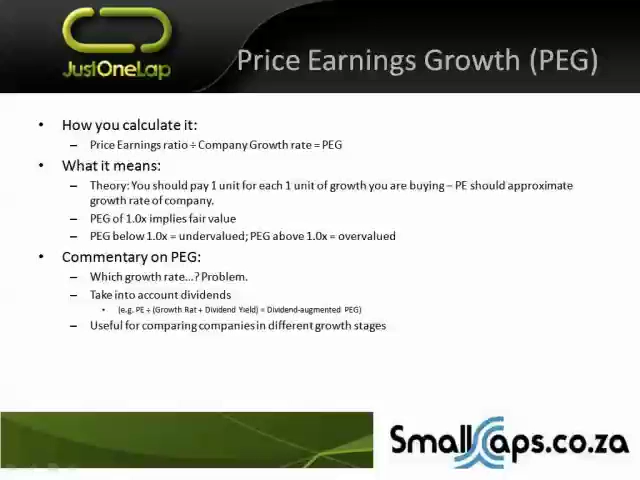 JustOneLap
Price Earnings Growth (PEG)
• How you calculate it:
– Price Earnings ratio ÷ Company Growth rate = PEG
• What it means:
– Theory: You should pay 1 unit for each 1 unit of growth you are buying – PE should approximate
growth rate of company.
– PEG of 1.0x implies fair value
– PEG below 1.0x = undervalued; PEG above 1.0x = overvalued
• Commentary on PEG:
– Which growth rate...? Problem.
– Take into account dividends
• (e.g. PE ÷ (Growth Rat + Dividend Yield) = Dividend-augmented PEG)
– Useful for comparing companies in different growth stages
SmallCaps.co.za